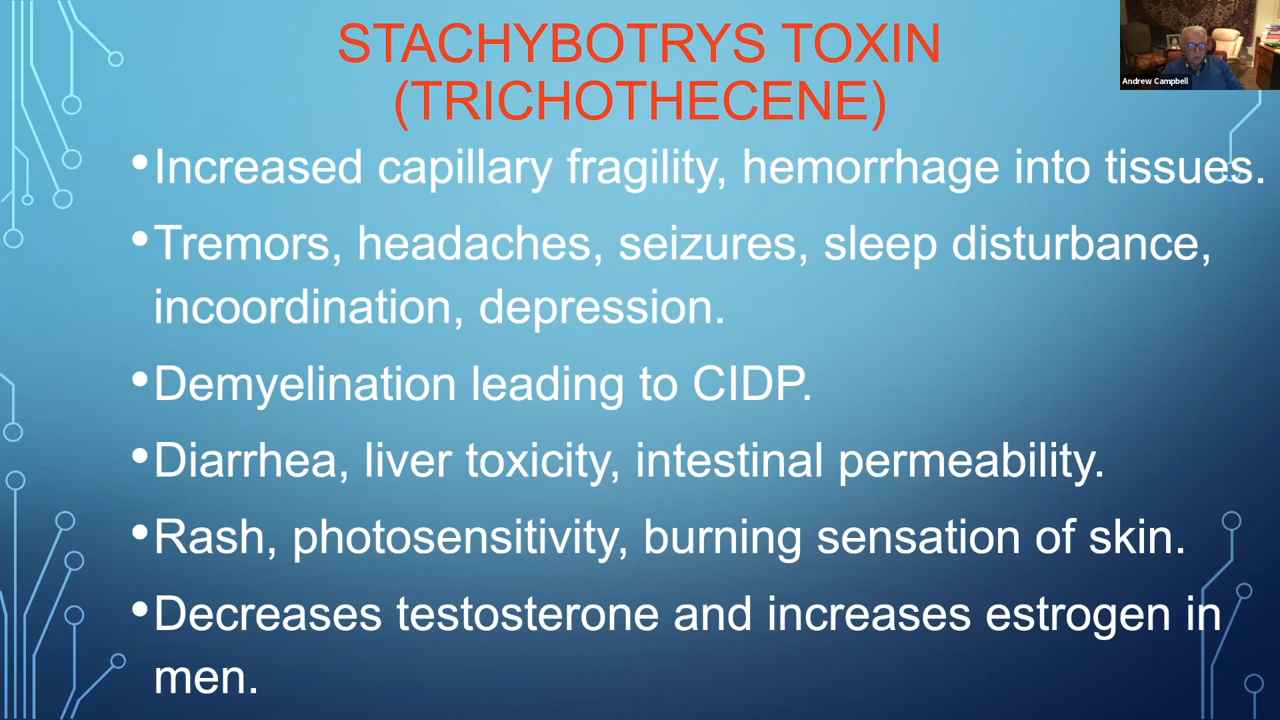 STACHYBOTRYS TOXIN
(TRICHOTHECENE)
Andrew Campbell
•Increased capillary fragility, hemorrhage into tissues.
•Tremors, headaches, seizures, sleep disturbance,
incoordination, depression.
•Demyelination leading to CIDP.
•Diarrhea, liver toxicity, intestinal permeability.
•Rash, photosensitivity, burning sensation of skin.
•Decreases testosterone and increases estrogen in
men.